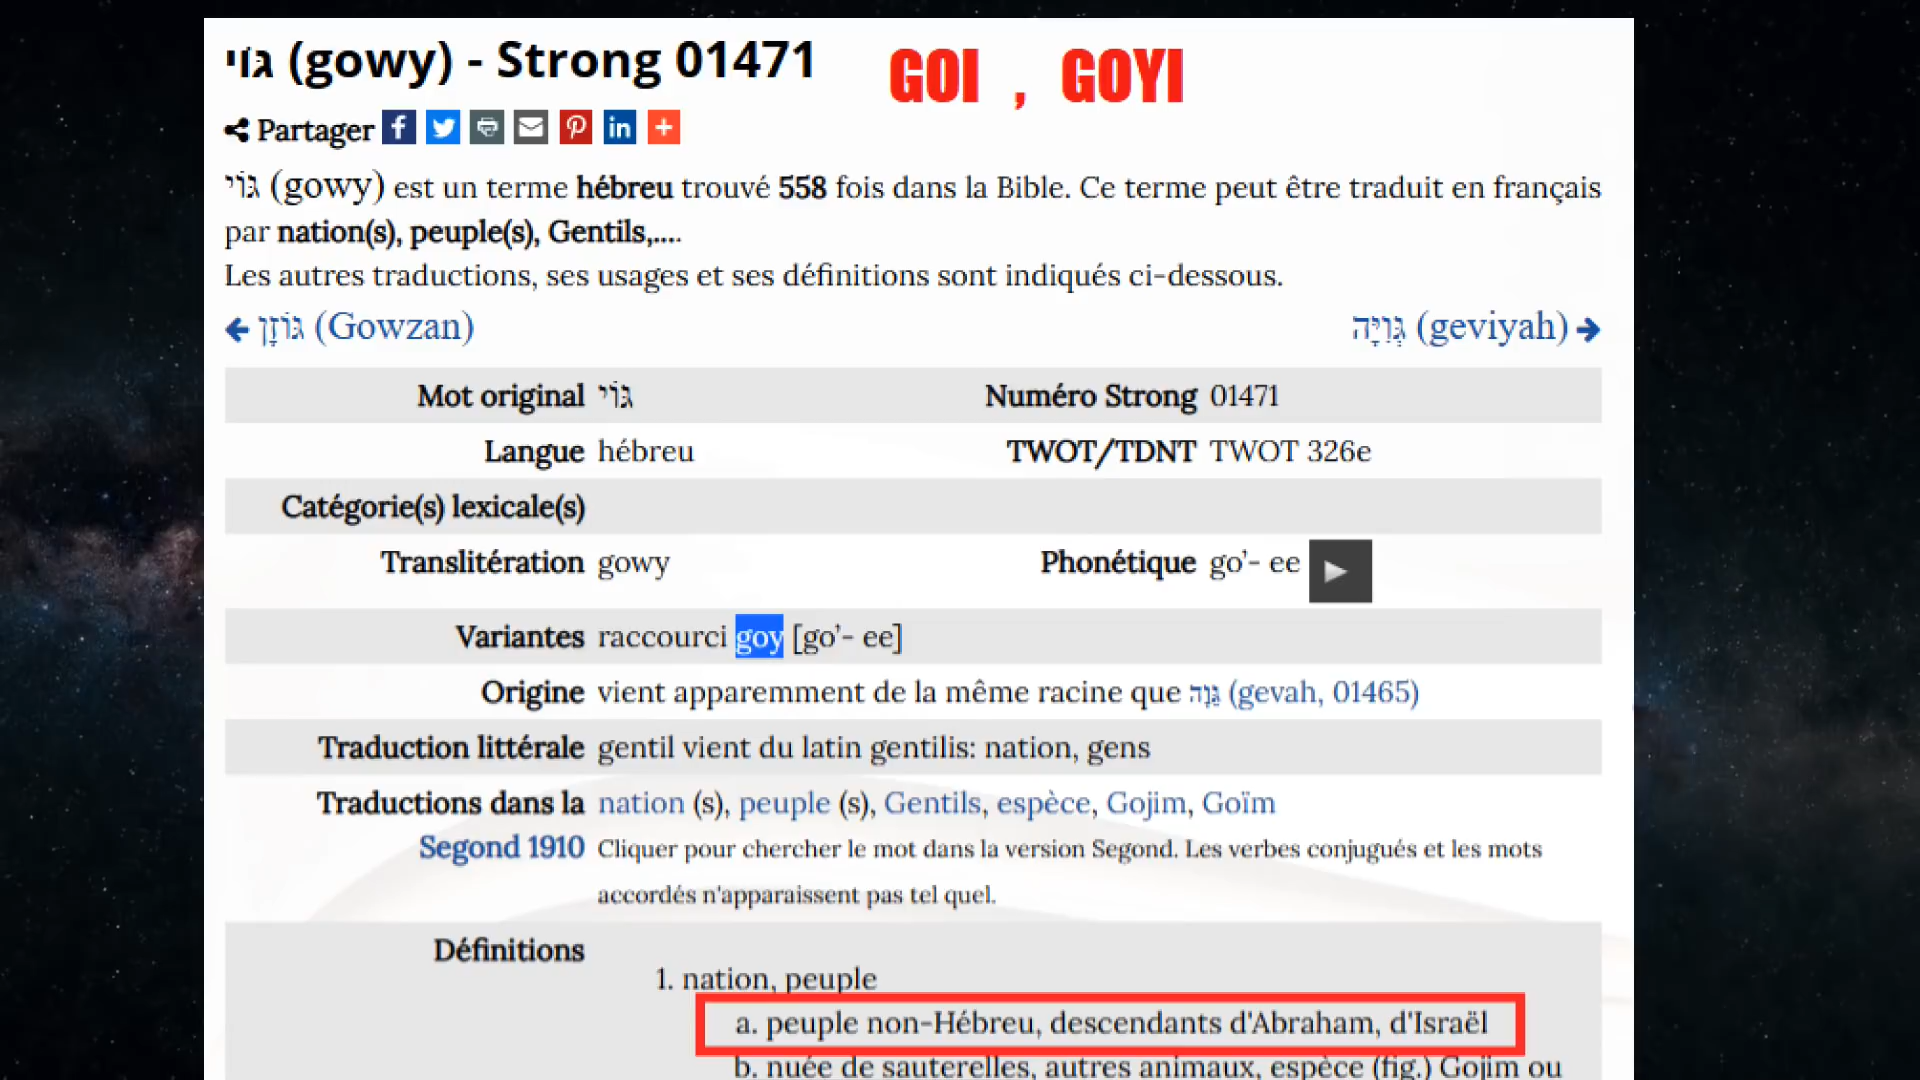 גּוֹי (gowy) - Strong 01471 GOI , GOYI
Partager
גּוֹי (gowy) est un terme hébreu trouvé 558 fois dans la Bible. Ce terme peut être traduit en français
par nation(s), peuple(s), Gentils,....
Les autres traductions, ses usages et ses définitions sont indiqués ci-dessous.
גּוֹזָן (Gowzan) גְּוִיָּה (geviyah)
Mot original גּוֹי Numéro Strong 01471
Langue hébreu TWOT/TDNT TWOT 326e
Catégorie(s) lexicale(s)
Translitération gowy Phonétique go'- ee
Variantes raccourci goy [go’- ee]
Origine vient apparemment de la même racine que גֵּוָה (gevah, 01465)
Traduction littérale gentil vient du latin gentilis: nation, gens
Traductions dans la nation (s), peuple (s), Gentils, espèce, Gojim, Goïm
Segond 1910 Cliquer pour chercher le mot dans la version Segond. Les verbes conjugués et les mots
accordés n'apparaissent pas tel quel.
Définitions
1. nation, peuple
a. peuple non-Hébreu, descendants d'Abraham, d'Israël
b. nuée de sauterelles, autres animaux, espèce (fig.) Gojim ou